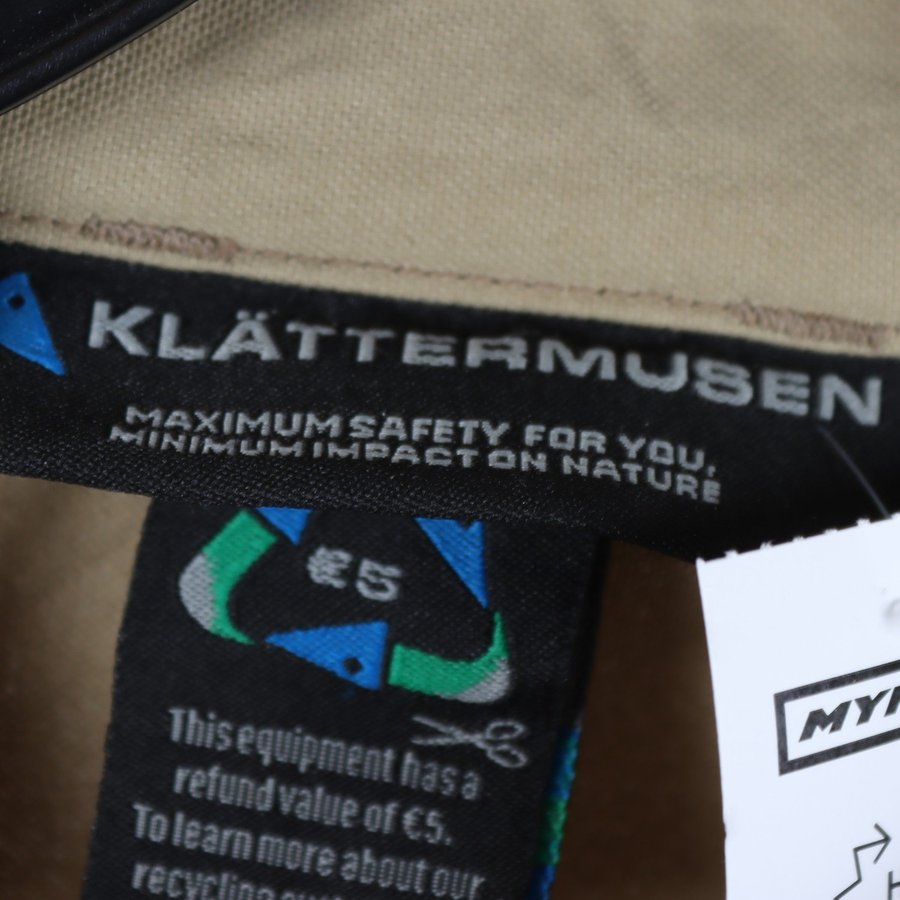 KLÄTTERMUSEN
MAXIMUM SAFETY FOR YOU,
MINIMUM IMPACT ON NATURE
€5
This equipment has a
refund value of €5.
To learn more about our
recycling